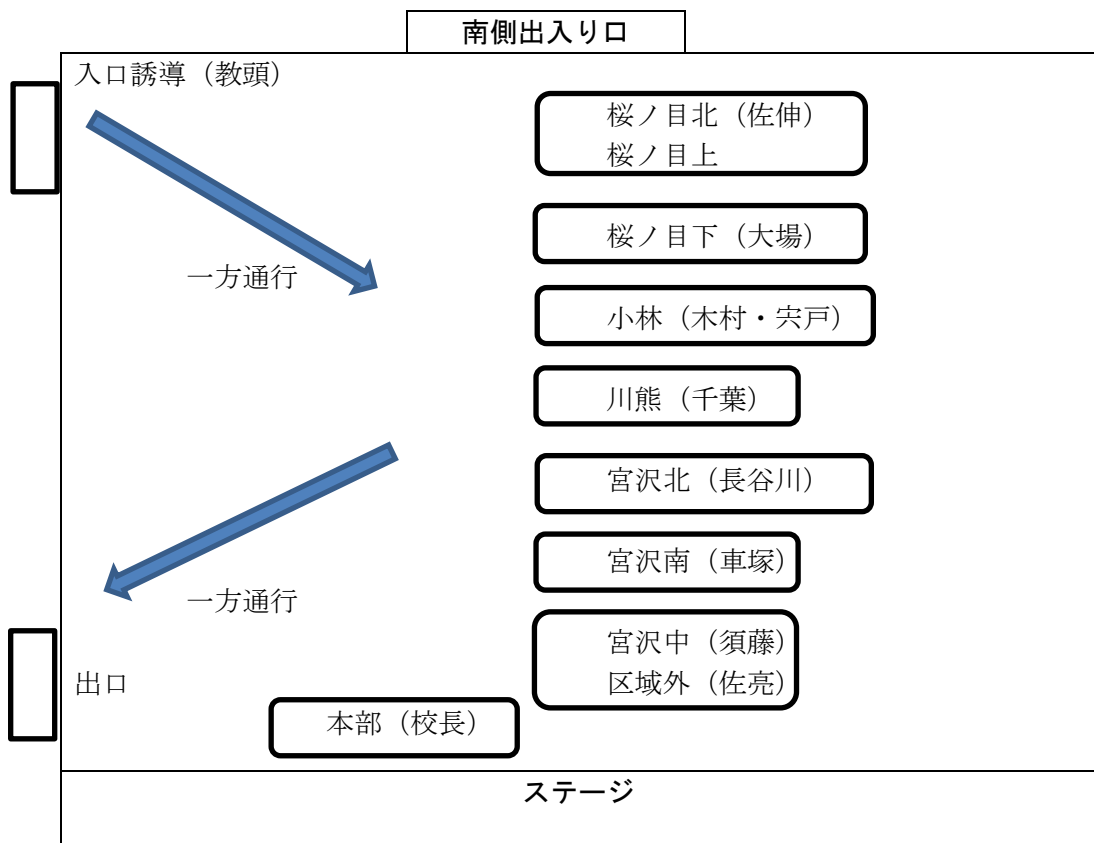 南側出入り口
入口誘導（教頭）
桜ノ目北（佐伸）
桜ノ目上
桜ノ目下（大場）
一方通行
小林（木村・宍戸）
川熊（千葉）
宮沢北（長谷川）
宮沢南（車塚）
一方通行
宮沢中（須藤）
区域外（佐亮）
出口
本部（校長）
ステージ